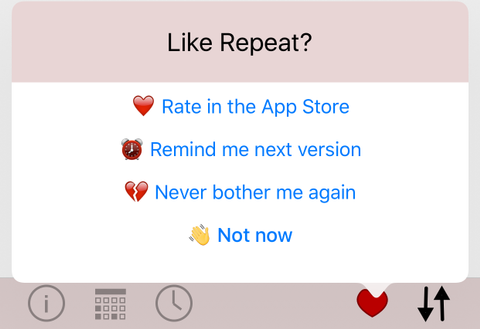 Like Repeat?
Rate in the App Store
Remind me next version
Never bother me again
Not now